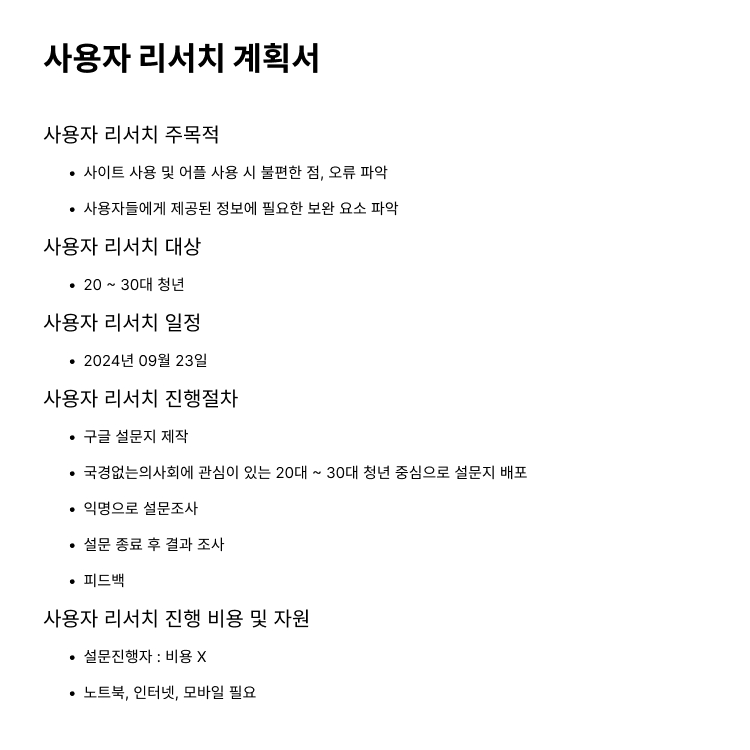 사용자 리서치 계획서
사용자 리서치 주목적
• 사이트 사용 및 어플 사용 시 불편한 점, 오류 파악
• 사용자들에게 제공된 정보에 필요한 보완 요소 파악
사용자 리서치 대상
• 20 ~ 30대 청년
사용자 리서치 일정
• 2024년 09월 23일
사용자 리서치 진행절차
• 구글 설문지 제작
• 국경없는의사회에 관심이 있는 20대 ~ 30대 청년 중심으로 설문지 배포
• 익명으로 설문조사
• 설문 종료 후 결과 조사
• 피드백
사용자 리서치 진행 비용 및 자원
• 설문진행자 : 비용 X
• 노트북, 인터넷, 모바일 필요